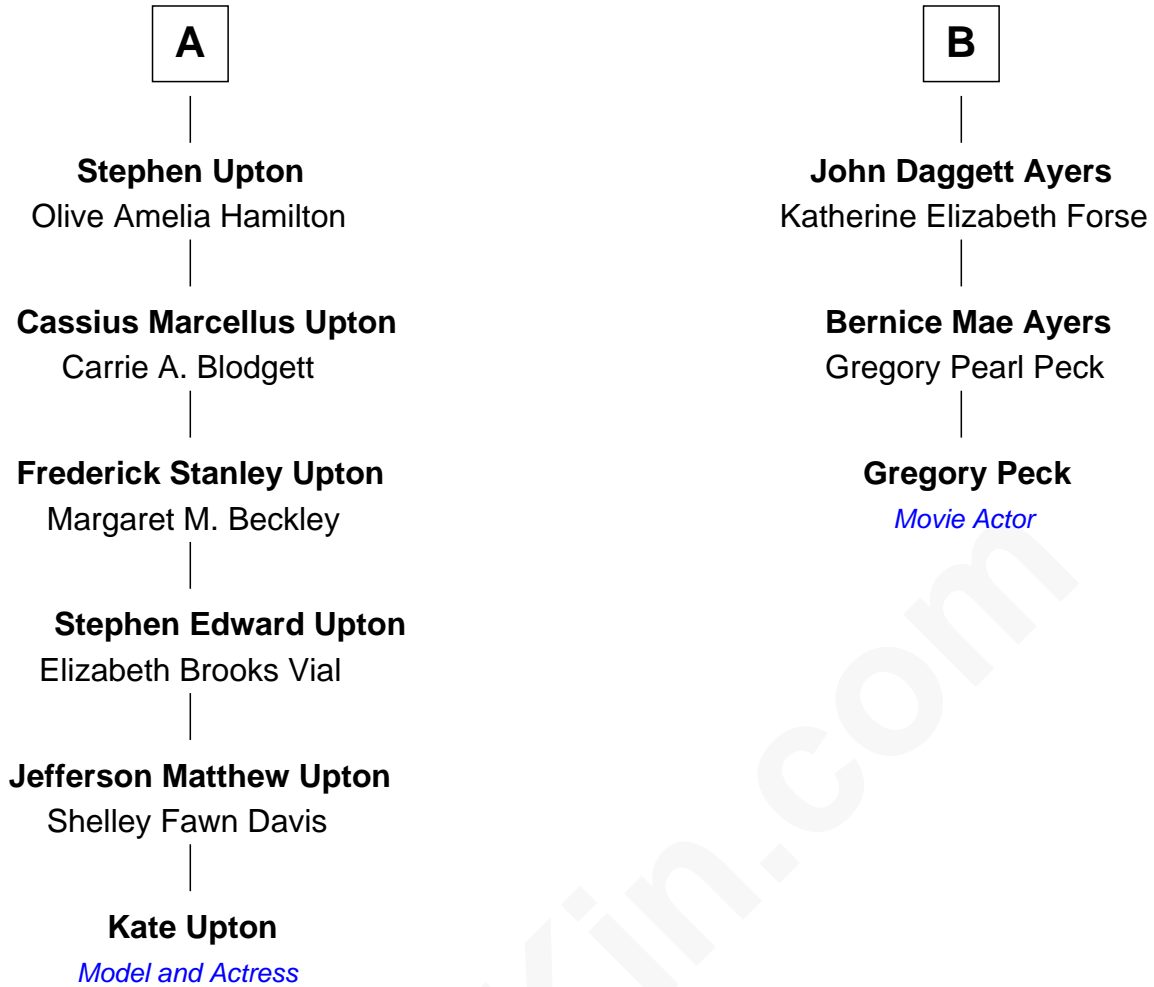 A
Stephen Upton
Olive Amelia Hamilton
Cassius Marcellus Upton
Carrie A. Blodgett
Frederick Stanley Upton
Margaret M. Beckley
Stephen Edward Upton
Elizabeth Brooks Vial
Jefferson Matthew Upton
Shelley Fawn Davis
Kate Upton
Model and Actress
B
John Daggett Ayers
Katherine Elizabeth Forse
Bernice Mae Ayers
Gregory Pearl Peck
Gregory Peck
Movie Actor
Kin.com